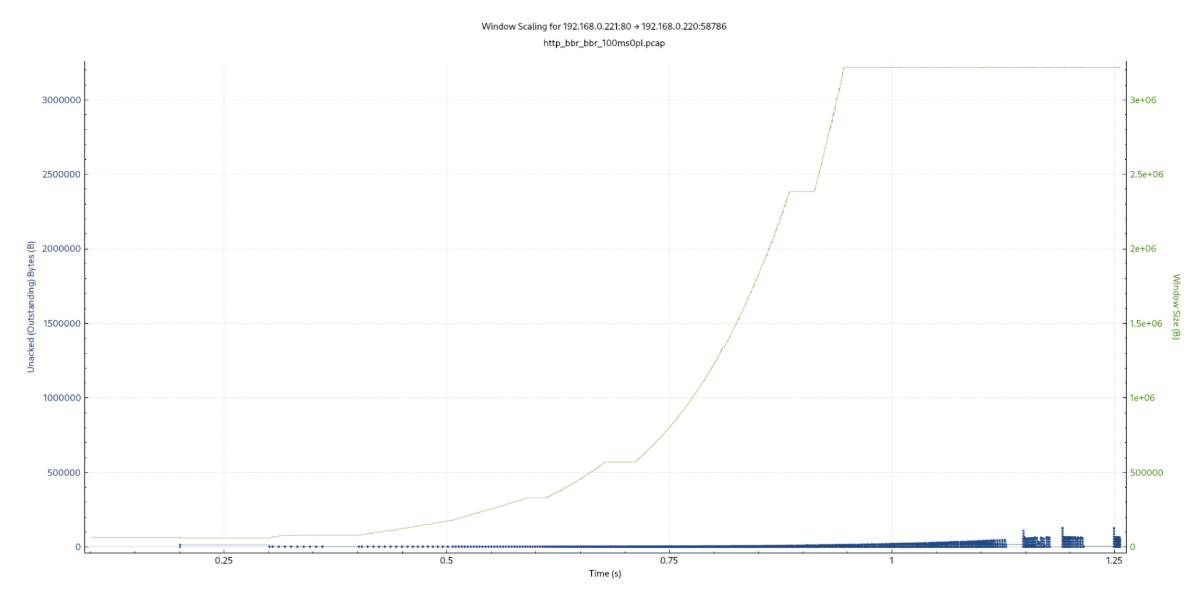 Window Scaling for 192.168.0.221:80 → 192.168.0.220:58786
http_bbr_bbr_100ms0pl.pcap
Unacked (Outstanding) Bytes (B)
3000000
2500000
2000000
1500000
1000000
500000
0
3e+06
2.5e+06
2e+06
1.5e+06
1e+06
500000
0
Window Size (B)
0.25
0.5
0.75
1
1.25
Time (s)